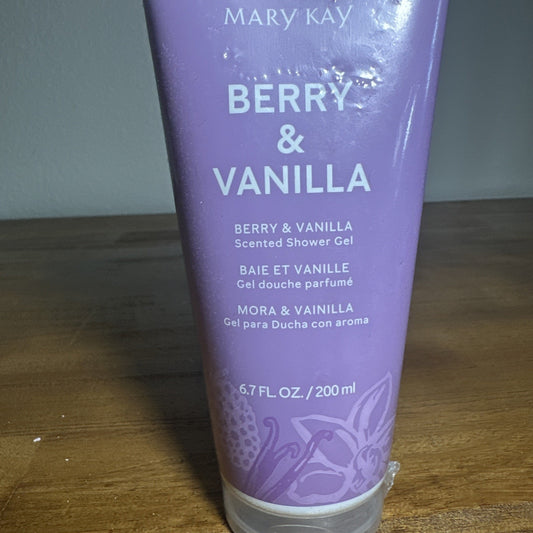 MARY KAY
BERRY
&
VANILLA
BERRY & VANILLA
Scented Shower Gel
BAIE ET VANILLE
Gel douche parfumé
MORA & VAINILLA
Gel para Ducha con aroma
6.7 FL. OZ. / 200 ml